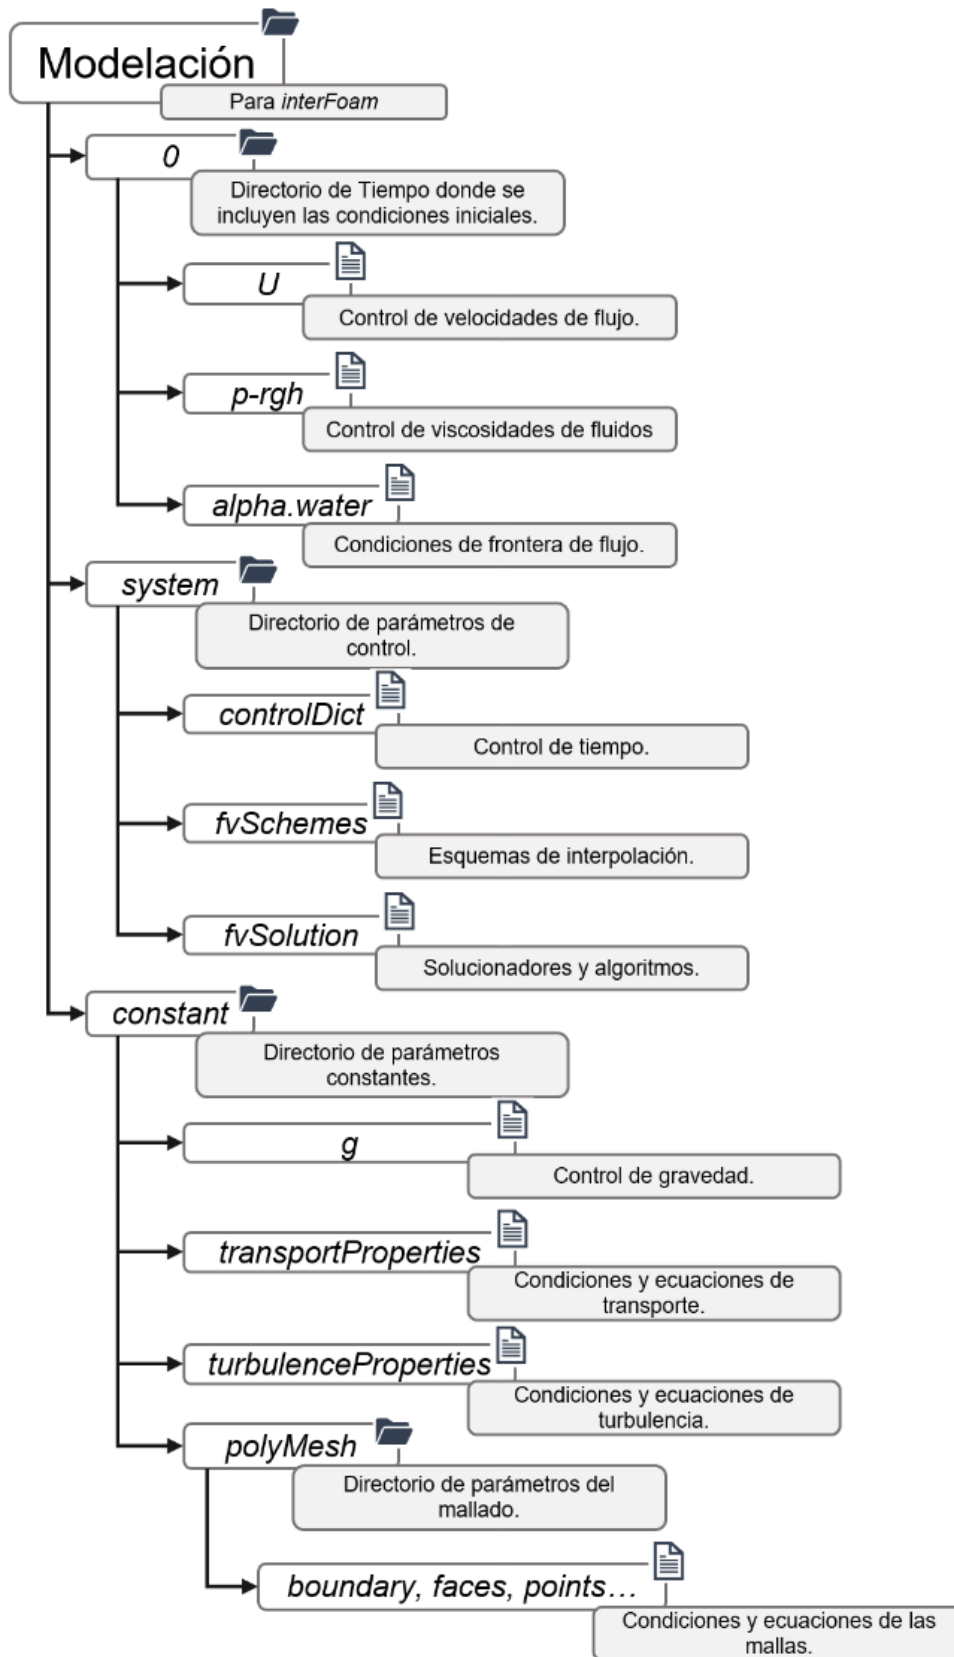 Modelación
Para interFoam
0
Directorio de Tiempo donde se
incluyen las condiciones iniciales.
U
Control de velocidades de flujo.
p-rgh
Control de viscosidades de fluidos
alpha.water
Condiciones de frontera de flujo.
system
Directorio de parámetros de
control.
controlDict
Control de tiempo.
fvSchemes
Esquemas de interpolación.
fvSolution
Solucionadores y algoritmos.
constant
Directorio de parámetros
constantes.
g
Control de gravedad.
transportProperties
Condiciones y ecuaciones de
transporte.
turbulenceProperties
Condiciones y ecuaciones de
turbulencia.
polyMesh
Directorio de parámetros del
mallado.
boundary, faces, points...
Condiciones y ecuaciones de las
mallas.